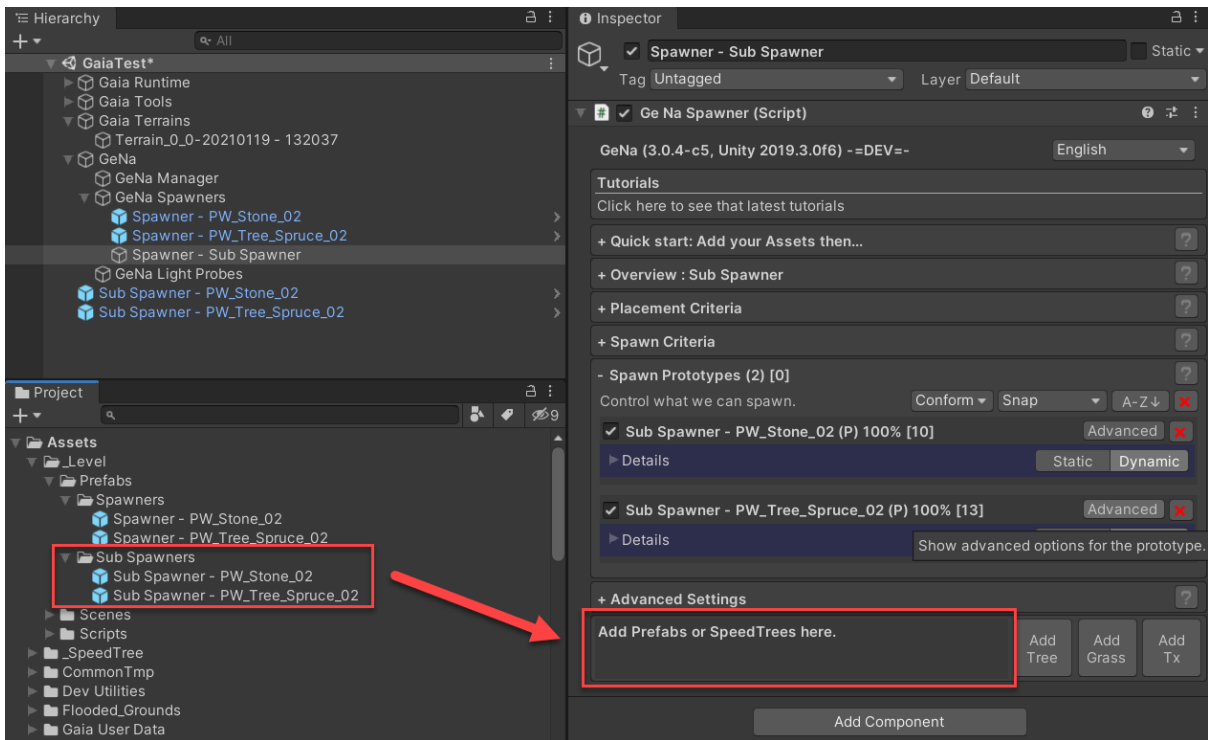 Hierarchy
All
GaiaTest*
Gaia Runtime
Gaia Tools
Gaia Terrains
Terrain_0_0-20210119 - 132037
GeNa
GeNa Manager
GeNa Spawners
Spawner - PW_Stone_02
Spawner - PW_Tree_Spruce_02
Spawner - Sub Spawner
GeNa Light Probes
Sub Spawner - PW_Stone_02
Sub Spawner - PW_Tree_Spruce_02
Project
9
Assets
_Level
Prefabs
Spawners
Spawner - PW_Stone_02
Spawner - PW_Tree_Spruce_02
Sub Spawners
Sub Spawner - PW_Stone_02
Sub Spawner - PW_Tree_Spruce_02
Scenes
Scripts
_SpeedTree
CommonTmp
Dev Utilities
Flooded_Grounds
Gaia User Data
Inspector
Spawner - Sub Spawner Static
Tag Untagged Layer Default
# Ge Na Spawner (Script)
GeNa (3.0.4-c5, Unity 2019.3.0f6) -=DEV=- English
Tutorials
Click here to see that latest tutorials
+ Quick start: Add your Assets then... ?
+ Overview : Sub Spawner ?
+ Placement Criteria ?
+ Spawn Criteria ?
- Spawn Prototypes (2) [0] ?
Control what we can spawn. Conform Snap A-Z↓
Sub Spawner - PW_Stone_02 (P) 100% [10] Advanced
Details Static Dynamic
Sub Spawner - PW_Tree_Spruce_02 (P) 100% [13] Advanced
Details
Show advanced options for the prototype.
+ Advanced Settings ?
Add Prefabs or SpeedTrees here.
Add Tree
Add Grass
Add Tx
Add Component